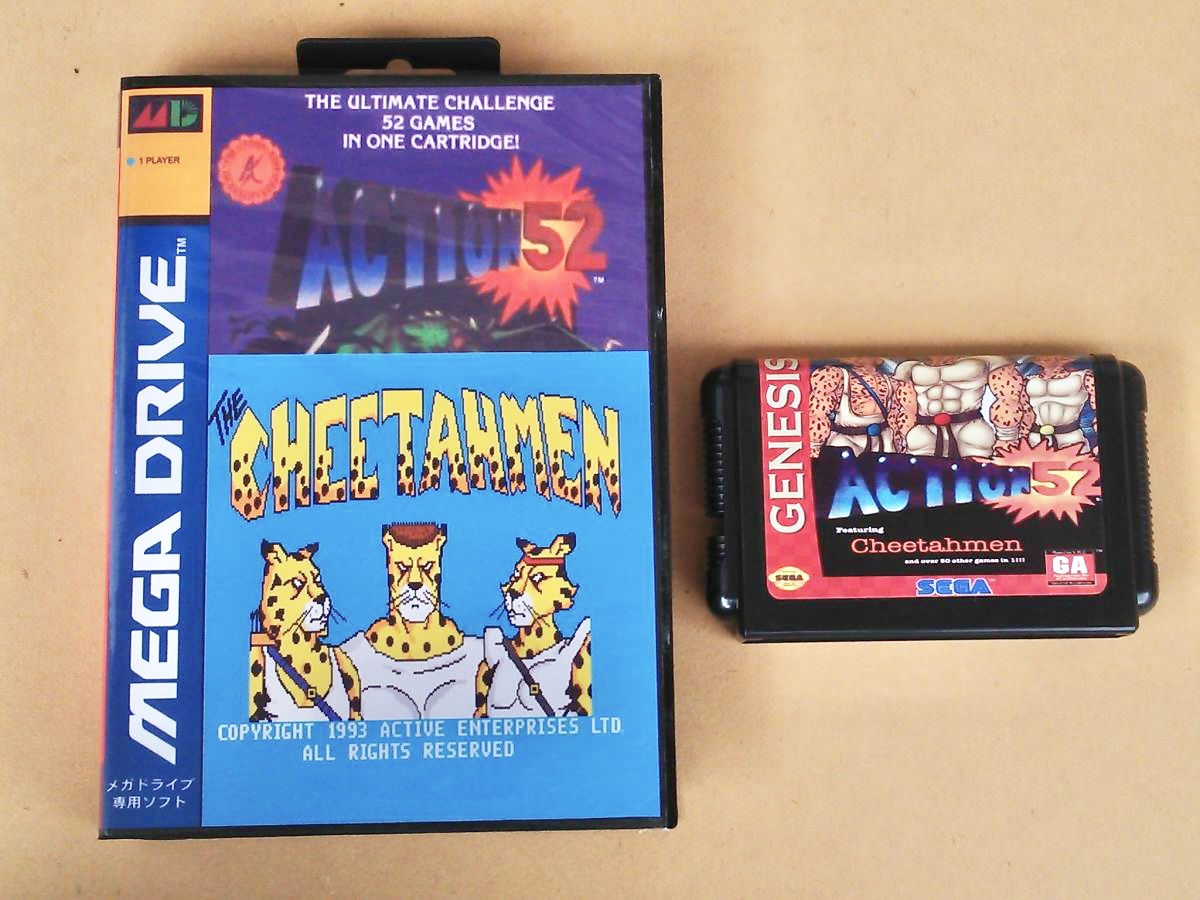 MD
1 PLAYER
MEGA DRIVE™
メガドライブ
専用ソフト
THE ULTIMATE CHALLENGE
52 GAMES
IN ONE CARTRIDGE!
ACTION 52
™
THE
CHEETAHMEN
COPYRIGHT 1993 ACTIVE ENTERPRISES LTD.
ALL RIGHTS RESERVED
GENESIS
ACTION 52
Featuring
Cheetahmen
and over 50 other games in 1!!!
SEGA
GA
SEGA